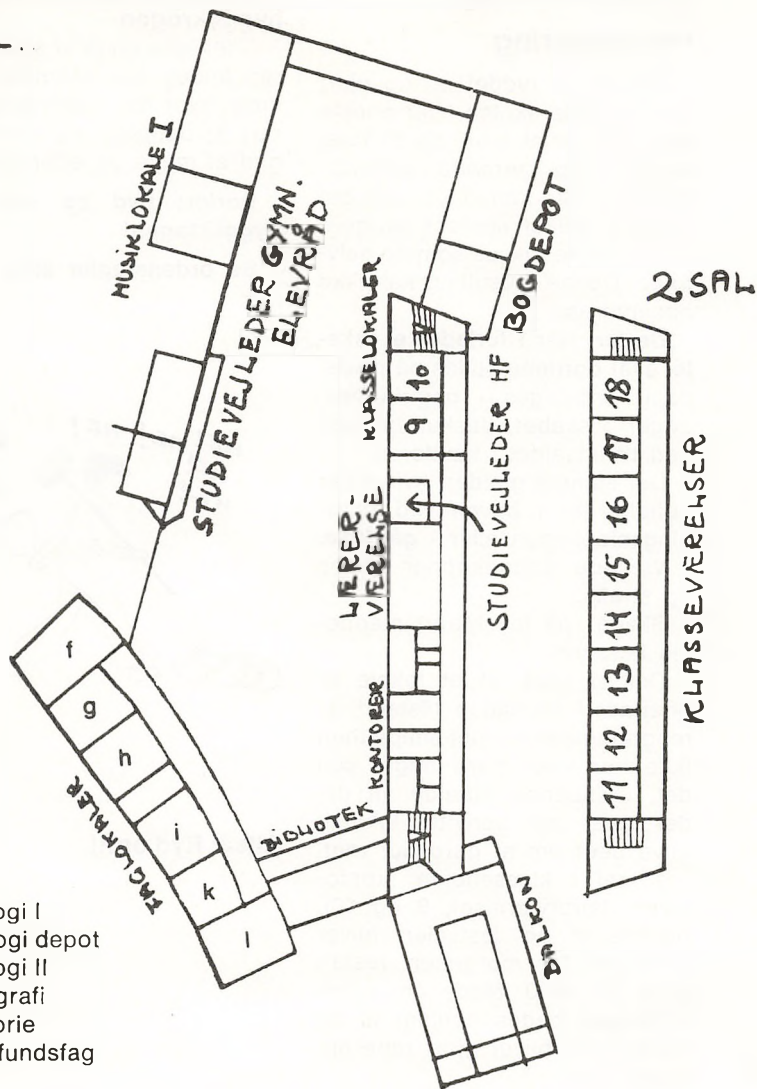 MUSIKLOKALE I
STUDIEVEJLEDER GYMN.
ELEVRÅD
KLASSELOKALER
BOGDEPOT
10
9
LÆRER-
VÆRELSE
STUDIEVEJLEDER HF
KONTORER
BIBLIOTEK
FAGLOKALER
f
g
h
i
k
l
BALKON
2 SAL
18
17
16
15
14
13
12
11
KLASSEVÆRELSER
ogi I
ogi depot
ogi II
grafi
orie
fundsfag